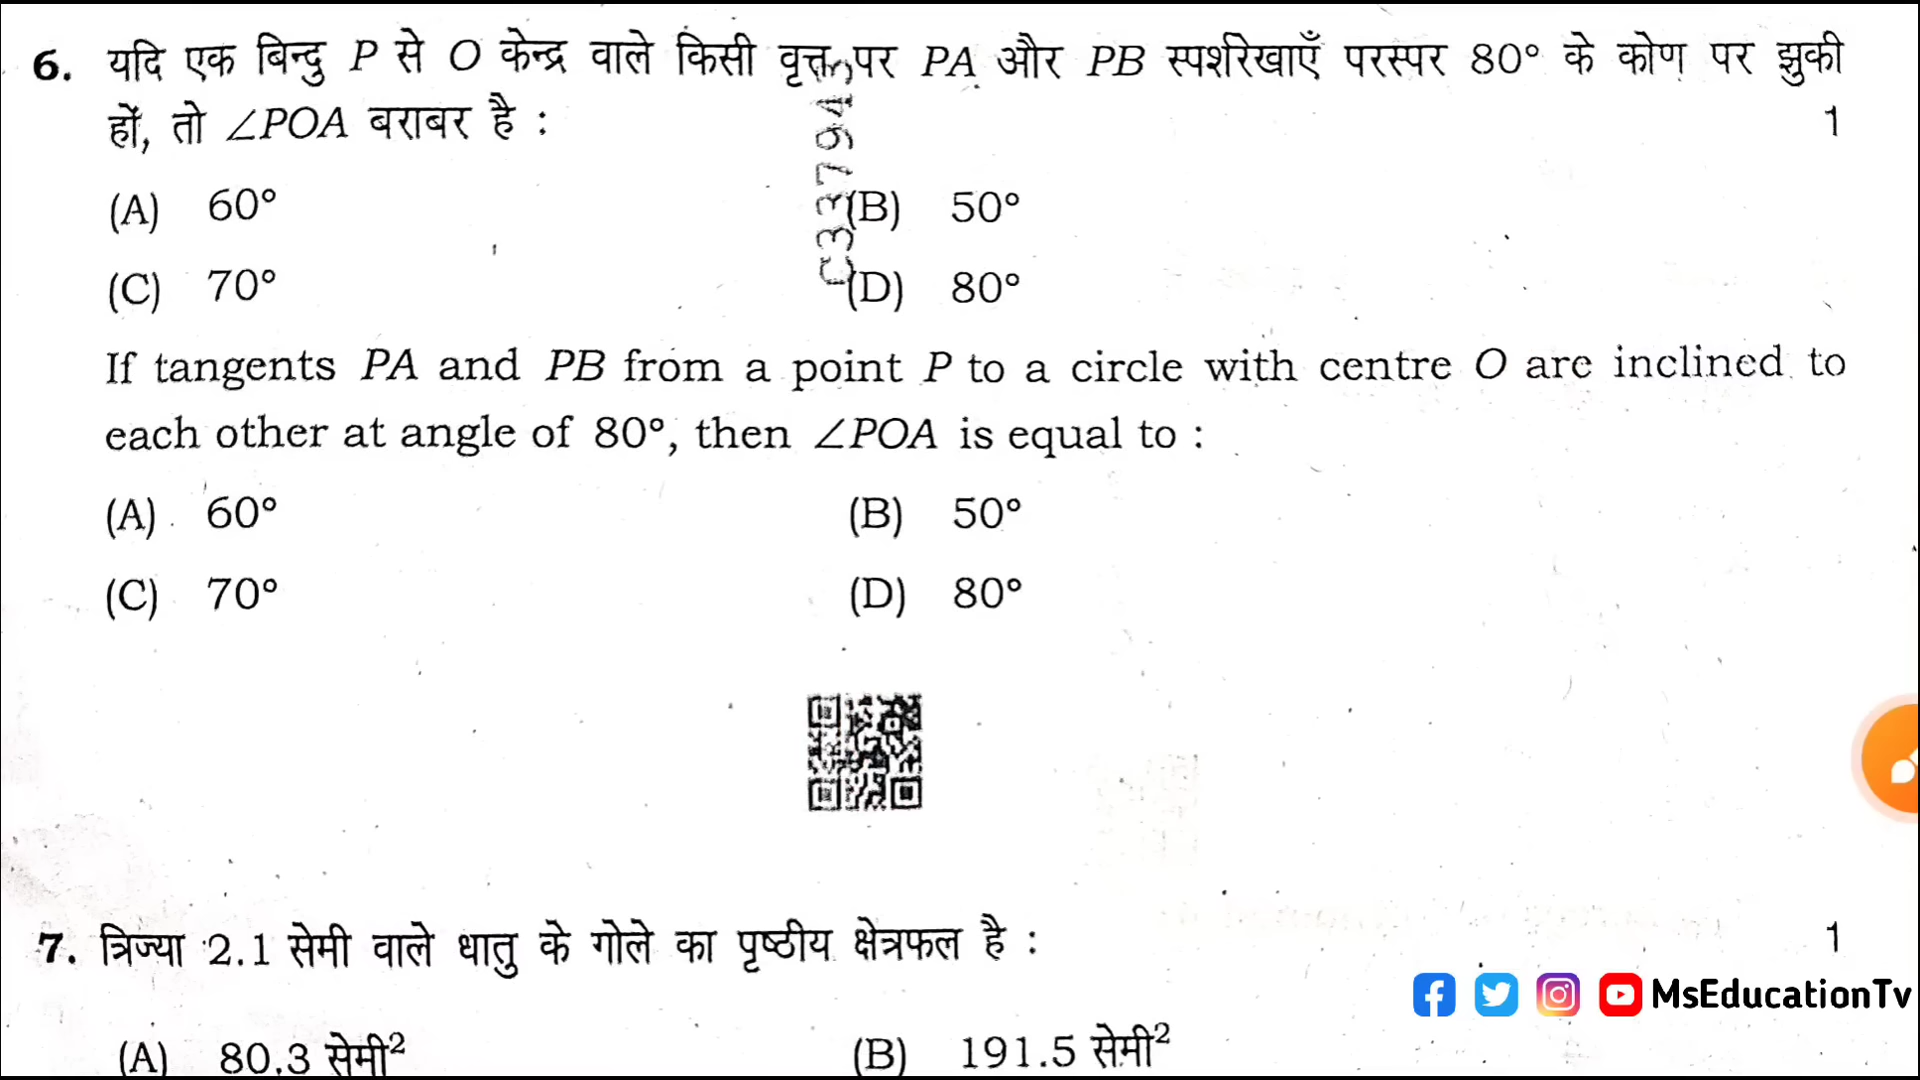 6. यदि एक बिन्दु P से O केन्द्र वाले किसी वृत्त पर PA और PB स्पर्शरेखाएँ परस्पर 80° के कोण पर झुकी
हों, तो ∠POA बराबर है : 1
(A) 60° (B) 50°
(C) 70° (D) 80°
If tangents PA and PB from a point P to a circle with centre O are inclined to
each other at angle of 80°, then ∠POA is equal to :
(A) 60° (B) 50°
(C) 70° (D) 80°
7. त्रिज्या 2.1 सेमी वाले धातु के गोले का पृष्ठीय क्षेत्रफल है : 1
MsEducationTv
(A) 80.3 सेमी² (B) 191.5 सेमी²